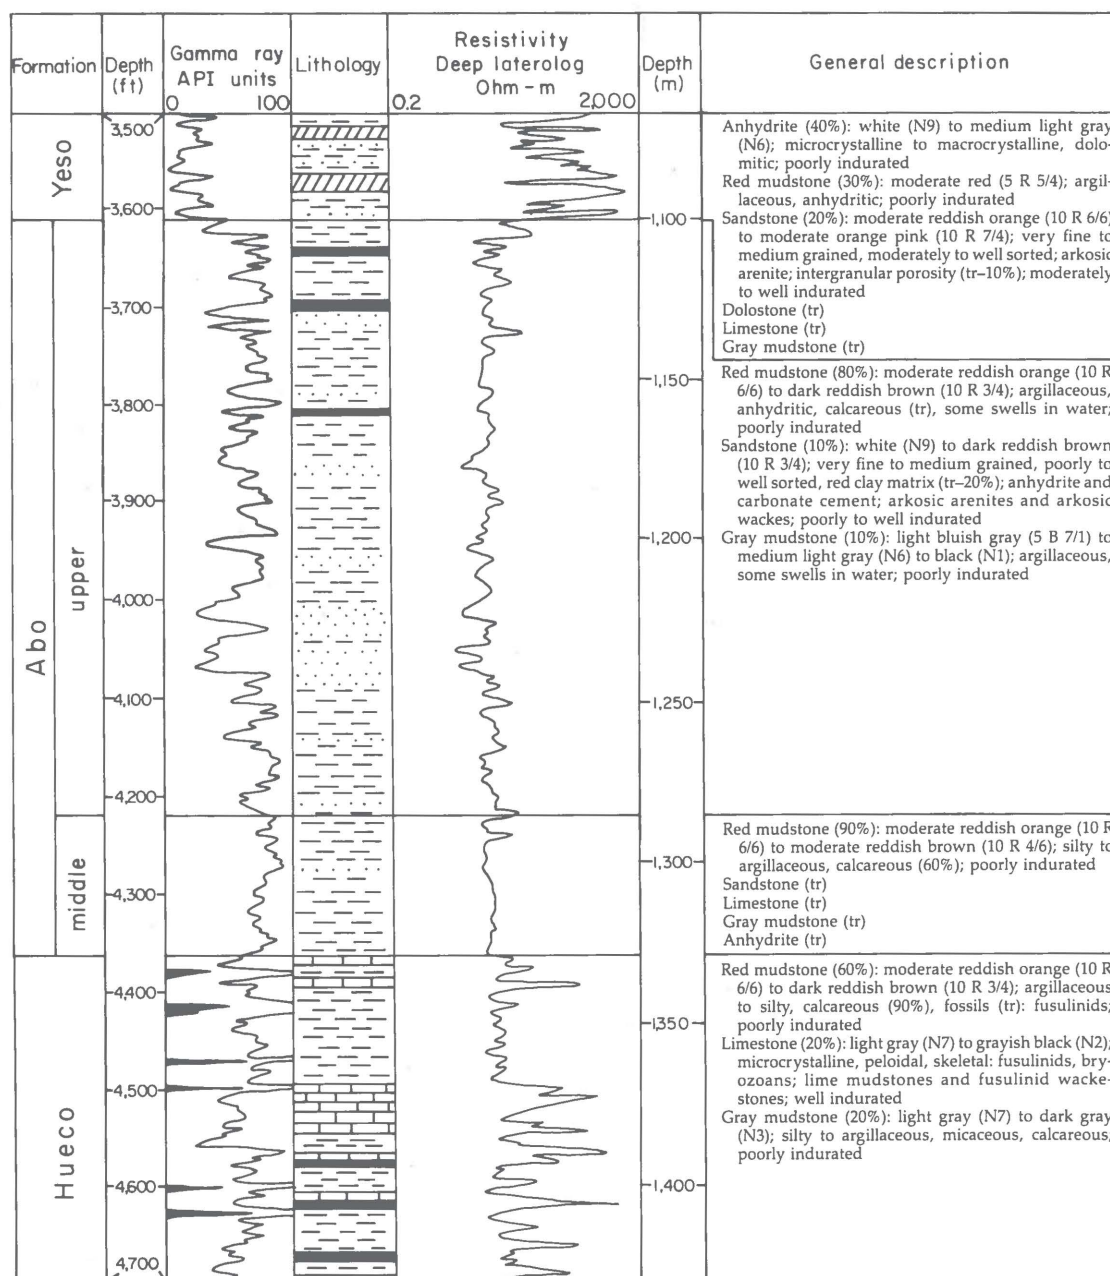 Formation
Depth
(ft)
Gamma ray
API units
0 100
Lithology
Resistivity
Deep laterolog
Ohm-m
0.2 2,000
Depth
(m)
General description
Yeso
Abo
upper
middle
Hueco
3,500
3,600
3,700
3,800
3,900
4,000
4,100
4,200
4,300
4,400
4,500
4,600
4,700
1,100
1,150
1,200
1,250
1,300
1,350
1,400
Anhydrite (40%): white (N9) to medium light gray
(N6); microcrystalline to macrocrystalline, dolo-
mitic; poorly indurated
Red mudstone (30%): moderate red (5 R 5/4); argil-
laceous, anhydritic; poorly indurated
Sandstone (20%): moderate reddish orange (10 R 6/6)
to moderate orange pink (10 R 7/4); very fine to
medium grained, moderately to well sorted; arkosic
arenite; intergranular porosity (tr–10%); moderately
to well indurated
Dolostone (tr)
Limestone (tr)
Gray mudstone (tr)
Red mudstone (80%): moderate reddish orange (10 R
6/6) to dark reddish brown (10 R 3/4); argillaceous,
anhydritic, calcareous (tr), some swells in water;
poorly indurated
Sandstone (10%): white (N9) to dark reddish brown
(10 R 3/4); very fine to medium grained, poorly to
well sorted, red clay matrix (tr–20%); anhydrite and
carbonate cement; arkosic arenites and arkosic
wackes; poorly to well indurated
Gray mudstone (10%): light bluish gray (5 B 7/1) to
medium light gray (N6) to black (N1); argillaceous,
some swells in water; poorly indurated
Red mudstone (90%): moderate reddish orange (10 R
6/6) to moderate reddish brown (10 R 4/6); silty to
argillaceous, calcareous (60%); poorly indurated
Sandstone (tr)
Limestone (tr)
Gray mudstone (tr)
Anhydrite (tr)
Red mudstone (60%): moderate reddish orange (10 R
6/6) to dark reddish brown (10 R 3/4); argillaceous
to silty, calcareous (90%), fossils (tr): fusulinids;
poorly indurated
Limestone (20%): light gray (N7) to grayish black (N2);
microcrystalline, peloidal, skeletal: fusulinids, bry-
ozoans; lime mudstones and fusulinid wacke-
stones; well indurated
Gray mudstone (20%): light gray (N7) to dark gray
(N3); silty to argillaceous, micaceous, calcareous;
poorly indurated